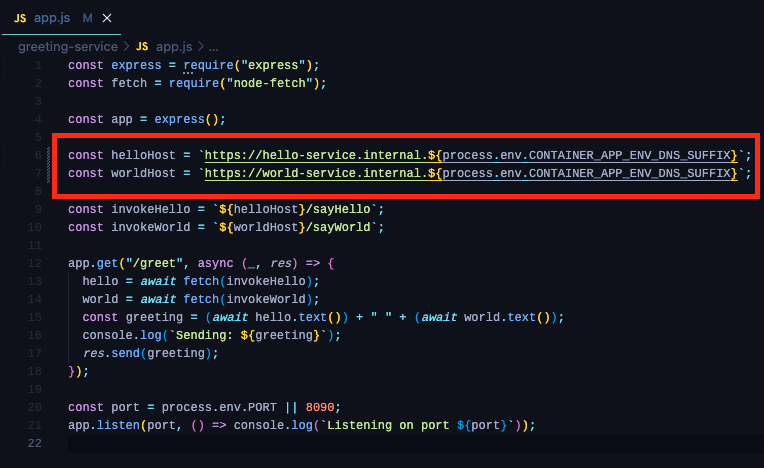 JS app.js M ×
greeting-service > JS app.js > ...
1 const express = require("express");
2 const fetch = require("node-fetch");
3
4 const app = express();
5
6 const helloHost = `https://hello-service.internal.${process.env.CONTAINER_APP_ENV_DNS_SUFFIX}`;
7 const worldHost = `https://world-service.internal.${process.env.CONTAINER_APP_ENV_DNS_SUFFIX}`;
8
9 const invokeHello = `${helloHost}/sayHello`;
10 const invokeWorld = `${worldHost}/sayWorld`;
11
12 app.get("/greet", async (_, res) => {
13   hello = await fetch(invokeHello);
14   world = await fetch(invokeWorld);
15   const greeting = (await hello.text()) + " " + (await world.text());
16   console.log(`Sending: ${greeting}`);
17   res.send(greeting);
18 });
19
20 const port = process.env.PORT || 8090;
21 app.listen(port, () => console.log(`Listening on port ${port}`));
22